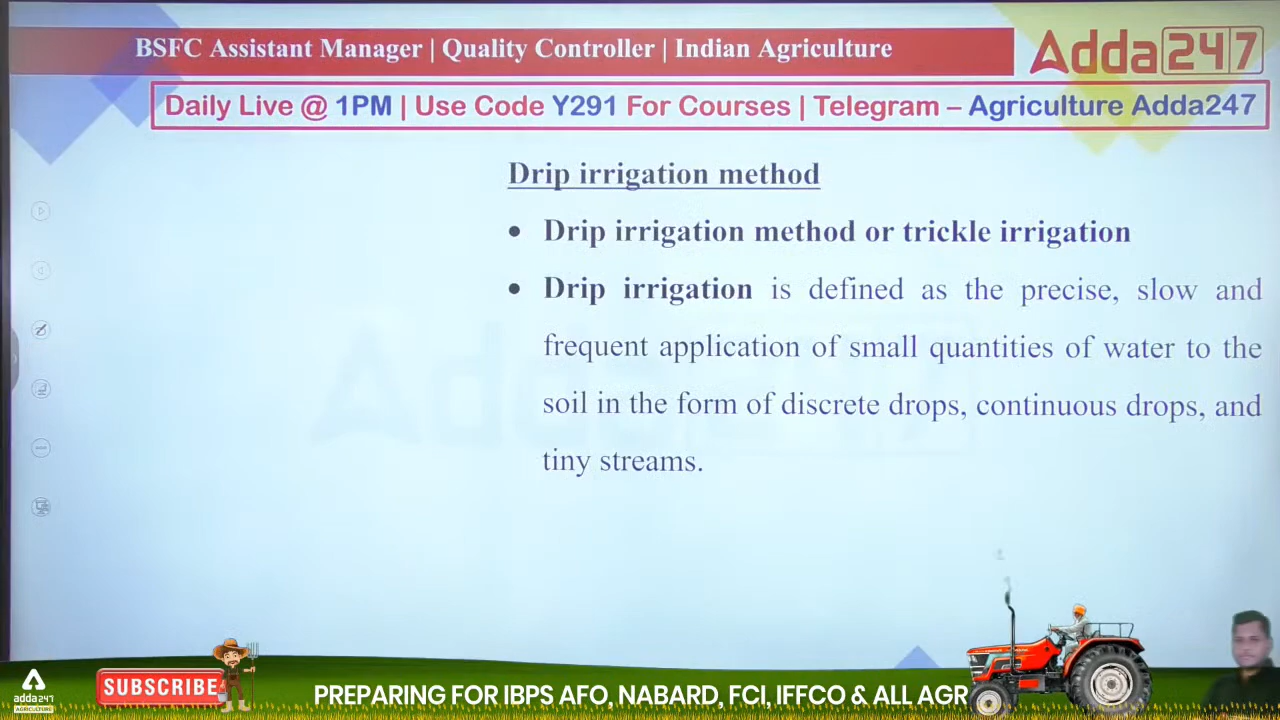 BSFC Assistant Manager | Quality Controller | Indian Agriculture
Adda247
Daily Live @ 1PM | Use Code Y291 For Courses | Telegram – Agriculture Adda247
Drip irrigation method
• Drip irrigation method or trickle irrigation
• Drip irrigation is defined as the precise, slow and
frequent application of small quantities of water to the
soil in the form of discrete drops, continuous drops, and
tiny streams.
adda247
AGRICULTURE
SUBSCRIBE
PREPARING FOR IBPS AFO, NABARD, FCI, IFFCO & ALL AGR